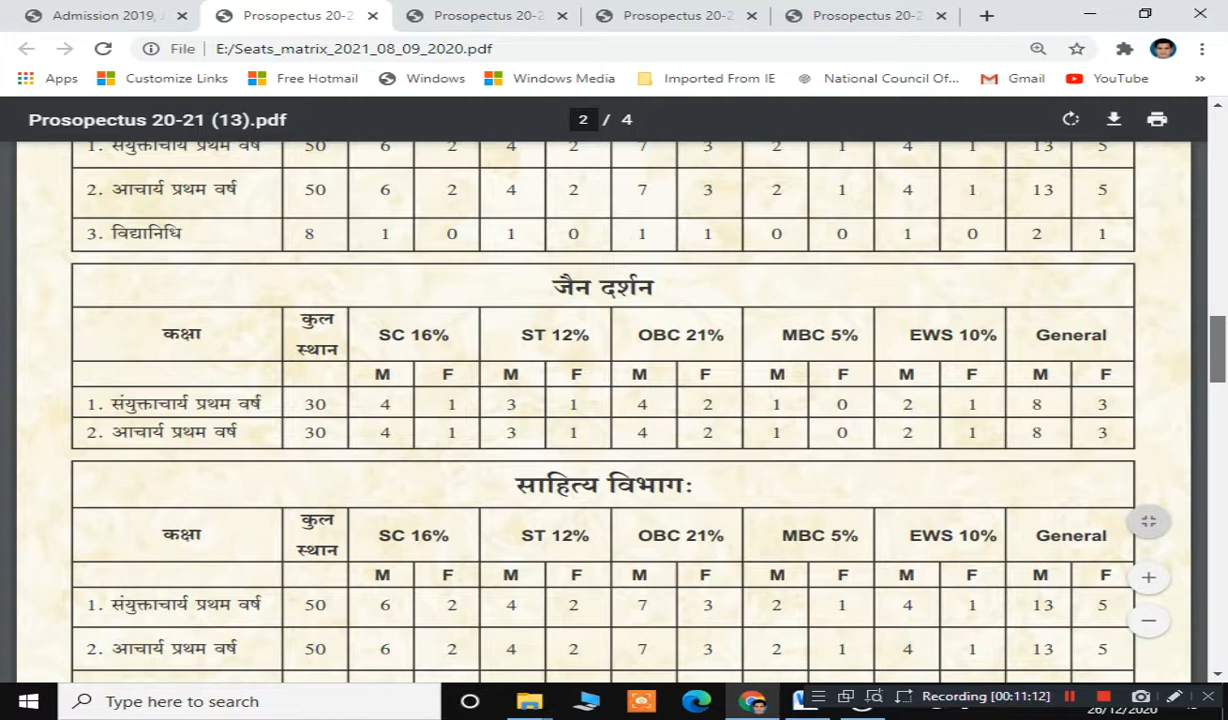 Admission 2019, Prosopectus 20-2 Prosopectus 20-2 Prosopectus 20-2 Prosopectus 20-2
File E:/Seats_matrix_2021_08_09_2020.pdf
Apps Customize Links Free Hotmail Windows Windows Media Imported From IE National Council Of... Gmail YouTube »
Prosopectus 20-21 (13).pdf 2 / 4
1. संयुक्ताचार्य प्रथम वर्ष 50 6 2 4 2 7 3 2 1 4 1 13 5
2. आचार्य प्रथम वर्ष 50 6 2 4 2 7 3 2 1 4 1 13 5
3. विद्यानिधि 8 1 0 1 0 1 1 0 0 1 0 2 1
जैन दर्शन
कक्षा कुल स्थान SC 16% ST 12% OBC 21% MBC 5% EWS 10% General
M F M F M F M F M F M F
1. संयुक्ताचार्य प्रथम वर्ष 30 4 1 3 1 4 2 1 0 2 1 8 3
2. आचार्य प्रथम वर्ष 30 4 1 3 1 4 2 1 0 2 1 8 3
साहित्य विभागः
कक्षा कुल स्थान SC 16% ST 12% OBC 21% MBC 5% EWS 10% General
M F M F M F M F M F M F
1. संयुक्ताचार्य प्रथम वर्ष 50 6 2 4 2 7 3 2 1 4 1 13 5
2. आचार्य प्रथम वर्ष 50 6 2 4 2 7 3 2 1 4 1 13 5
Type here to search Recording [00:11:12]
26/12/2020